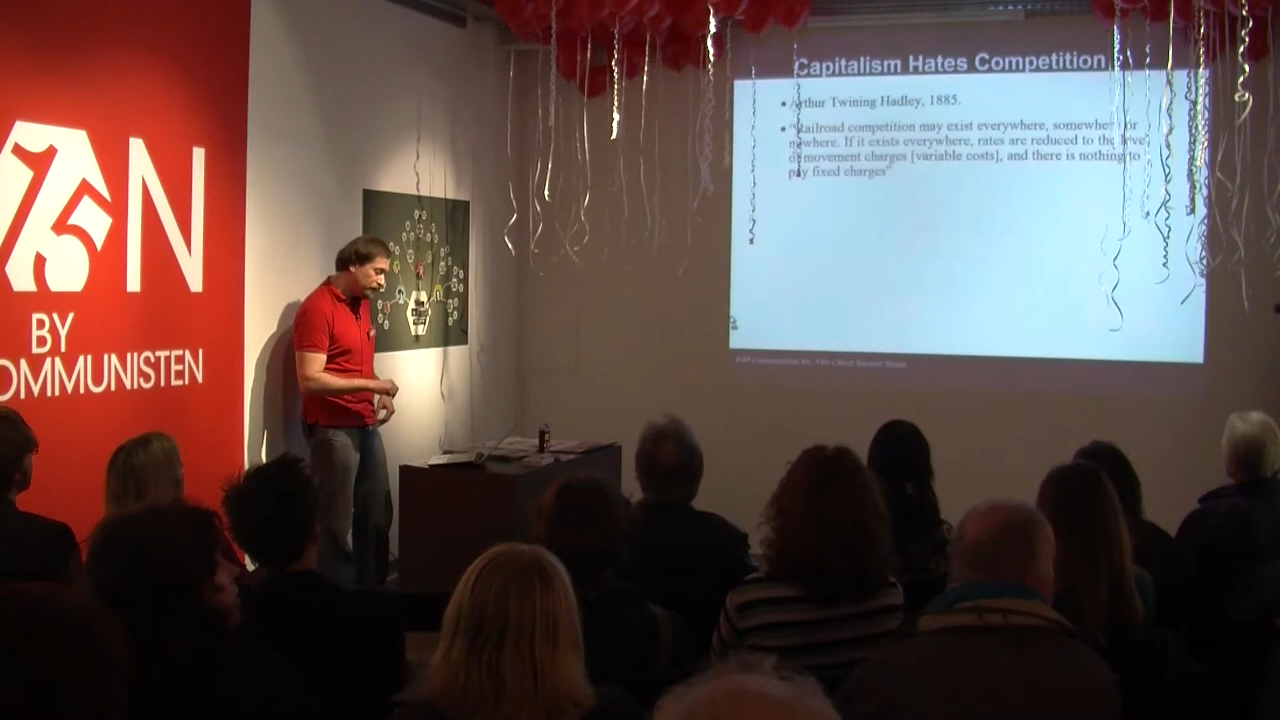 Capitalism Hates Competition
• Arthur Twining Hadley, 1885.
• "Railroad competition may exist everywhere, somewhere or
nowhere. If it exists everywhere, rates are reduced to the level
of movement charges [variable costs], and there is nothing to
pay fixed charges"
N
BY
OMMUNISTEN